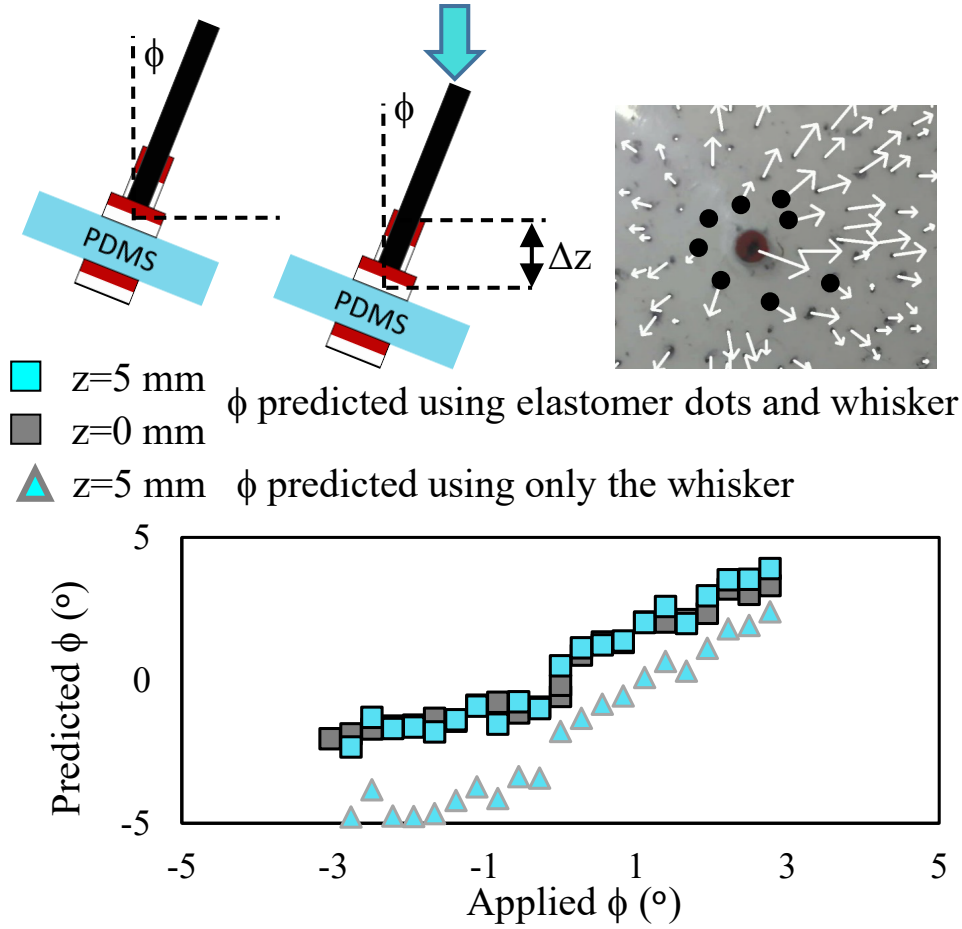 ϕ
ϕ
PDMS
Δz
PDMS
z=5 mm
z=0 mm
ϕ predicted using elastomer dots and whisker
z=5 mm ϕ predicted using only the whisker
5
0
-5
Predicted ϕ (°)
-5 -3 -1 1 3 5
Applied ϕ (°)